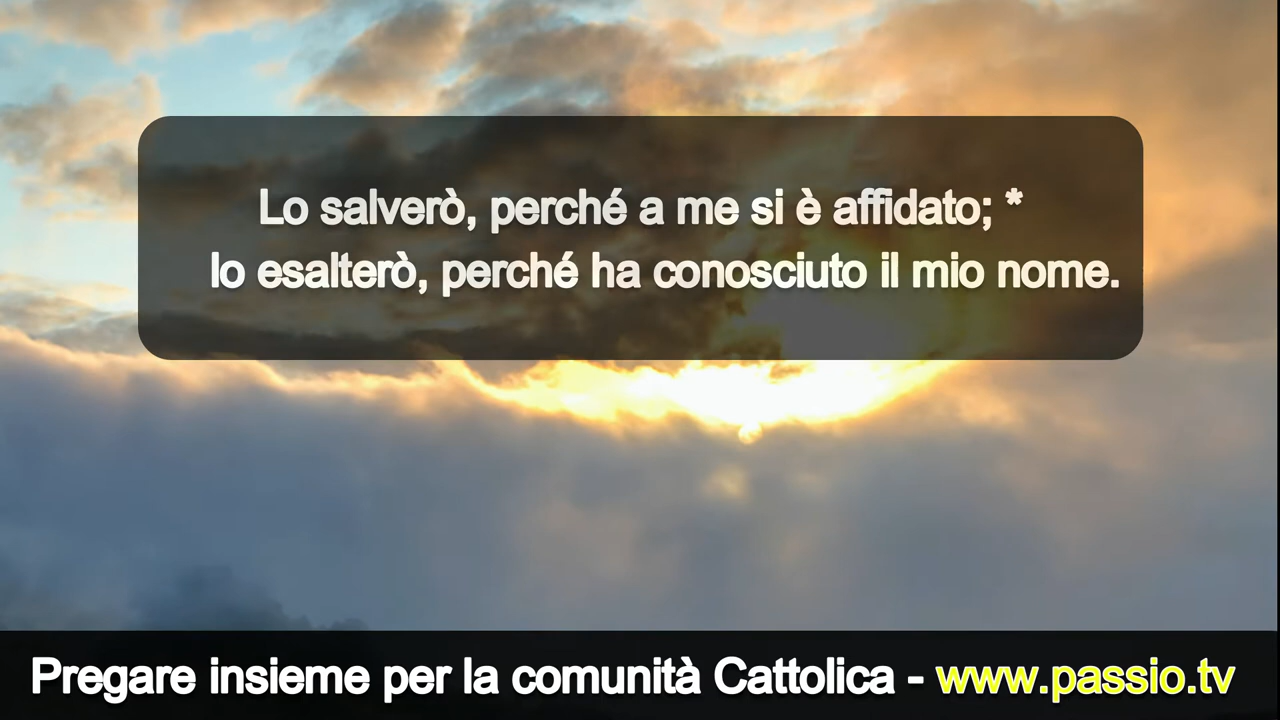 Lo salverò, perché a me si è affidato; *
lo esalterò, perché ha conosciuto il mio nome.
Pregare insieme per la comunità Cattolica - www.passio.tv